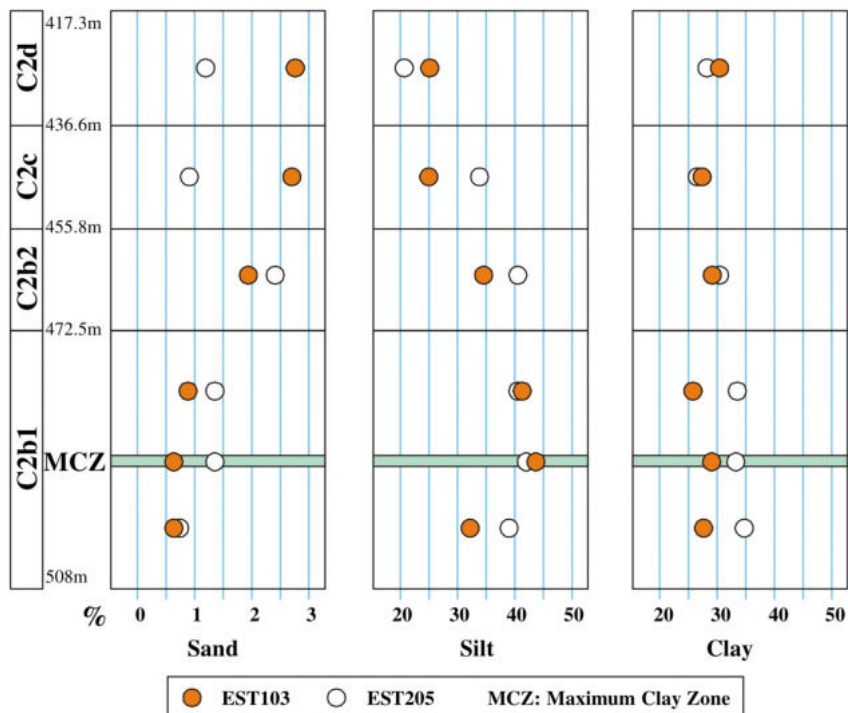 417.3m
C2d
436.6m
C2c
455.8m
C2b2
472.5m
C2b1
MCZ
508m
% 0 1 2 3 20 30 40 50 20 30 40 50
Sand Silt Clay
EST103 EST205 MCZ: Maximum Clay Zone